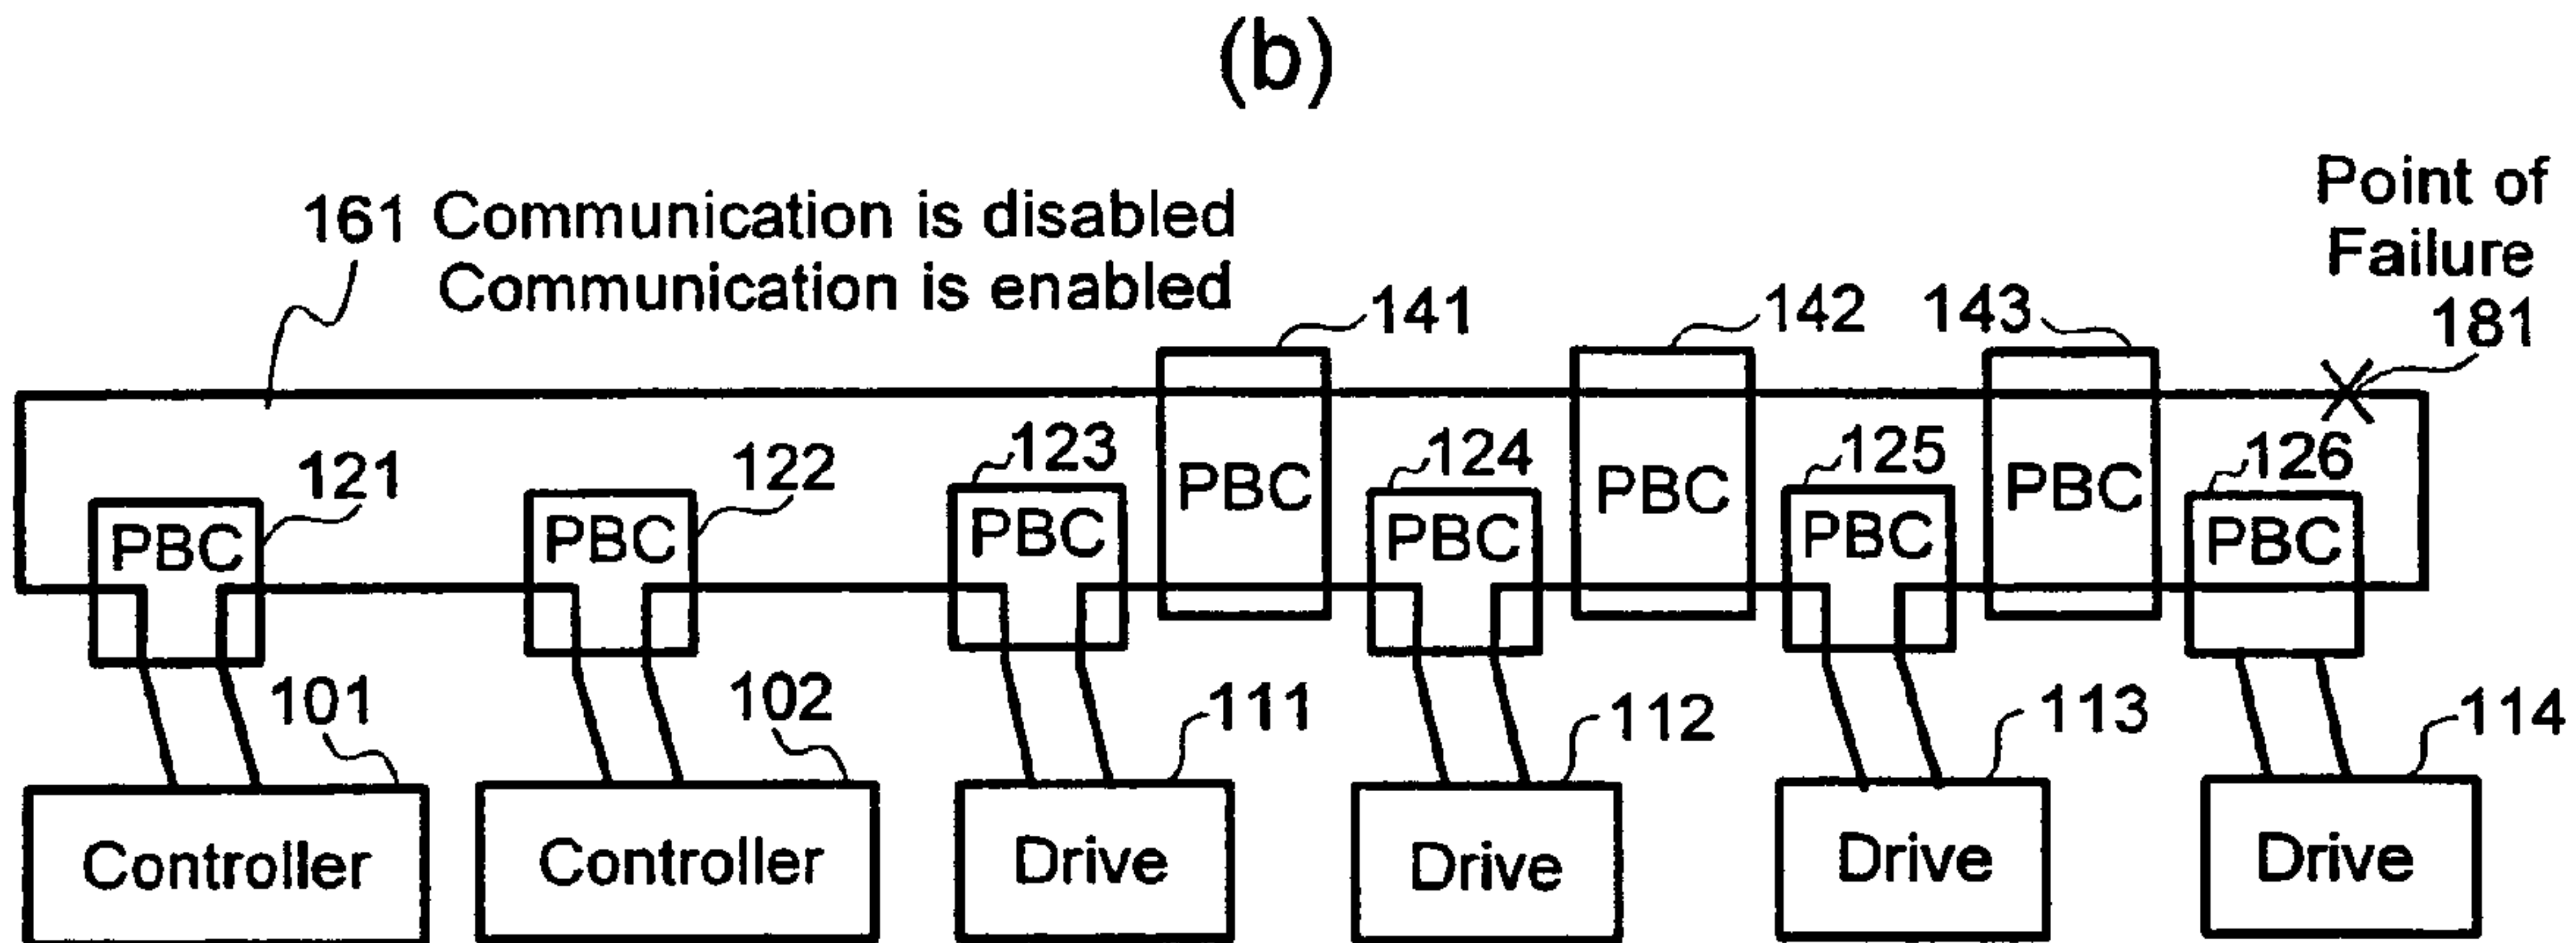 (b)
Point of
Failure
181
161 Communication is disabled
Communication is enabled
141
142
143
121
122
123
124
125
126
PBC
PBC
PBC
PBC
PBC
PBC
PBC
PBC
PBC
101
102
111
112
113
114
Controller
Controller
Drive
Drive
Drive
Drive